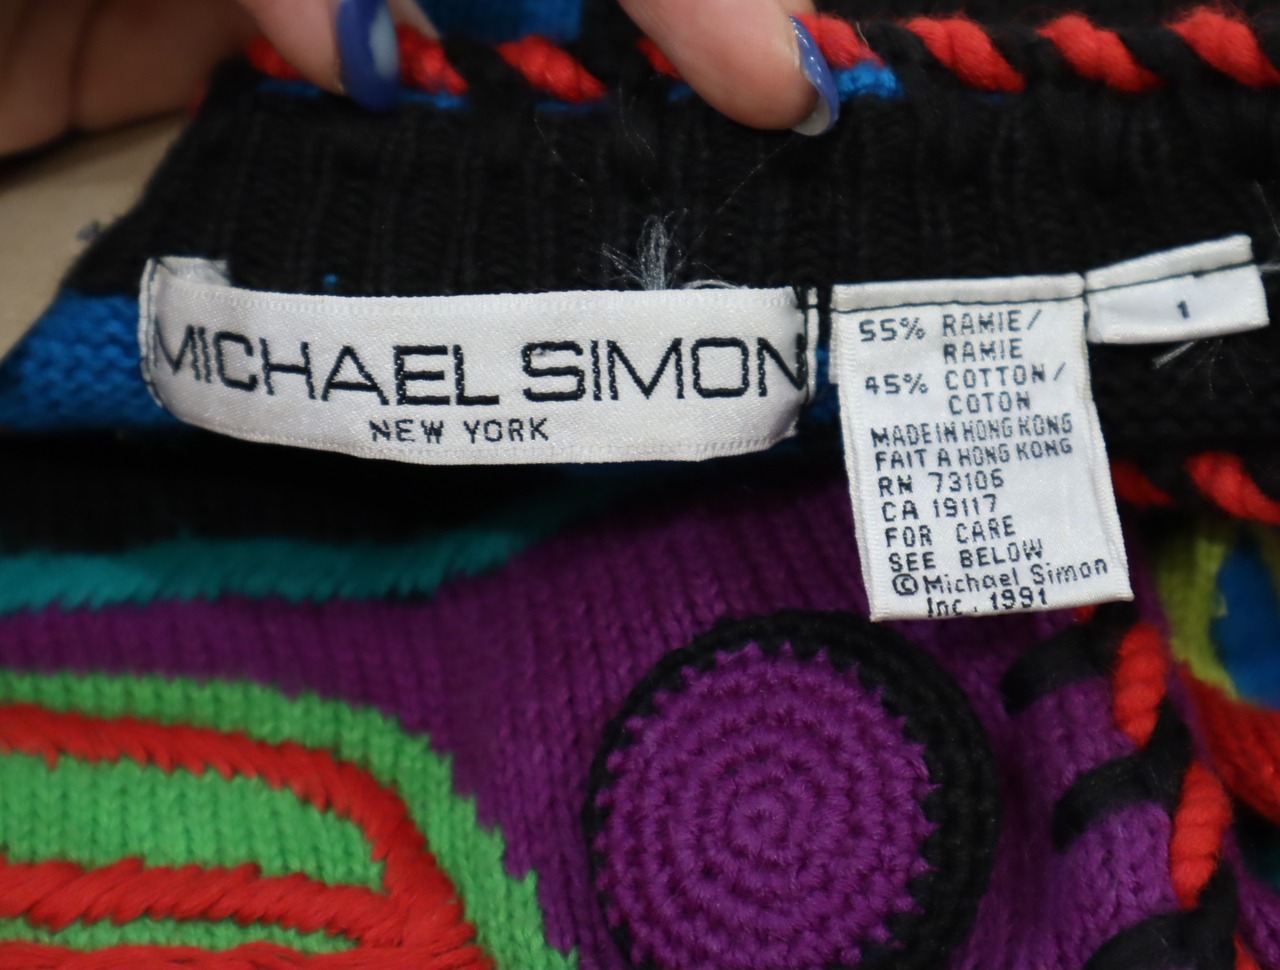 MICHAEL SIMON
NEW YORK
55% RAMIE/
RAMIE
45% COTTON/
COTON
MADE IN HONG KONG
FAIT A HONG KONG
RN 73106
CA 19117
FOR CARE
SEE BELOW
©Michael Simon
Inc. 1991
1